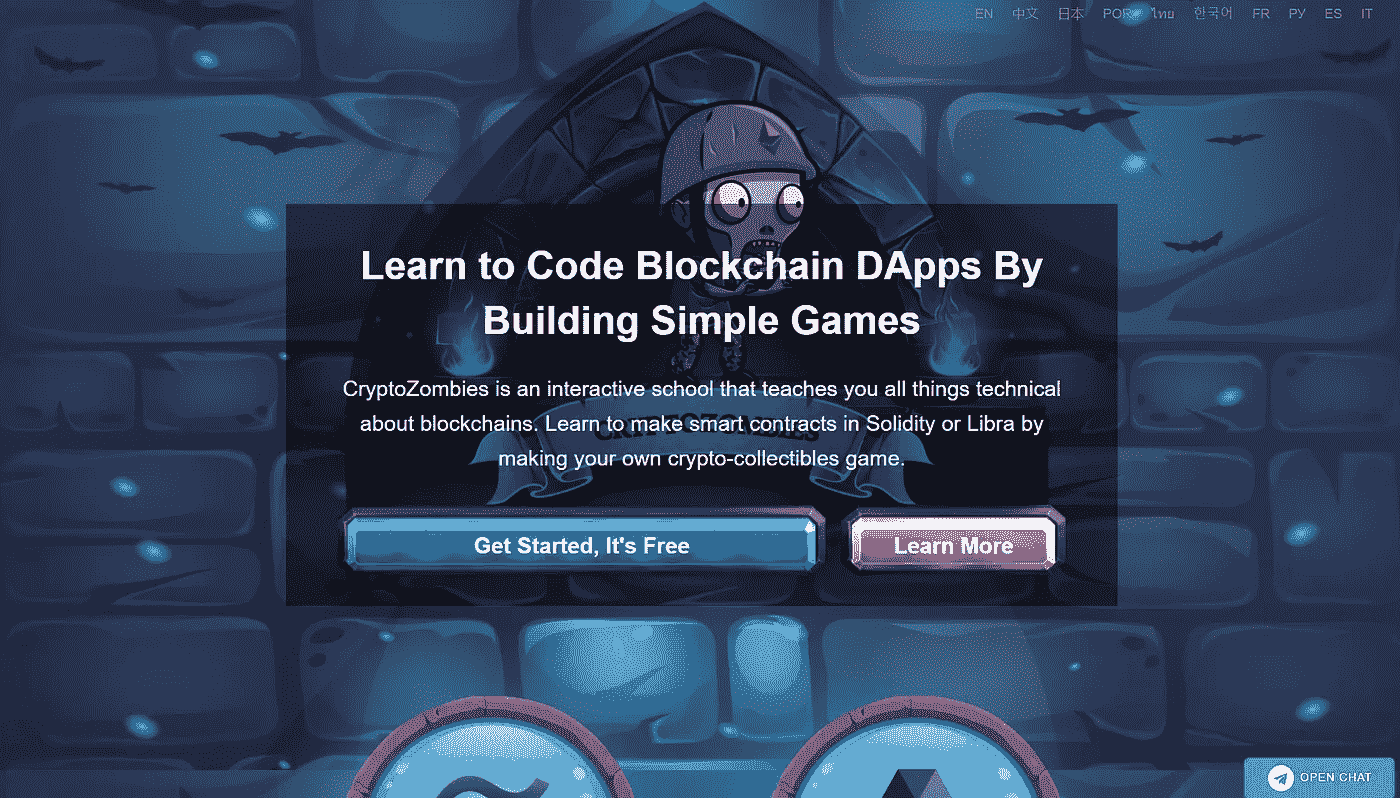 EN 中文 日本 POR ไทย 한국어 FR РУ ES IT
Learn to Code Blockchain DApps By
Building Simple Games
CryptoZombies is an interactive school that teaches you all things technical
about blockchains. Learn to make smart contracts in Solidity or Libra by
CRYPTOZOMBIES
making your own crypto-collectibles game.
Get Started, It's Free
Learn More
OPEN CHAT